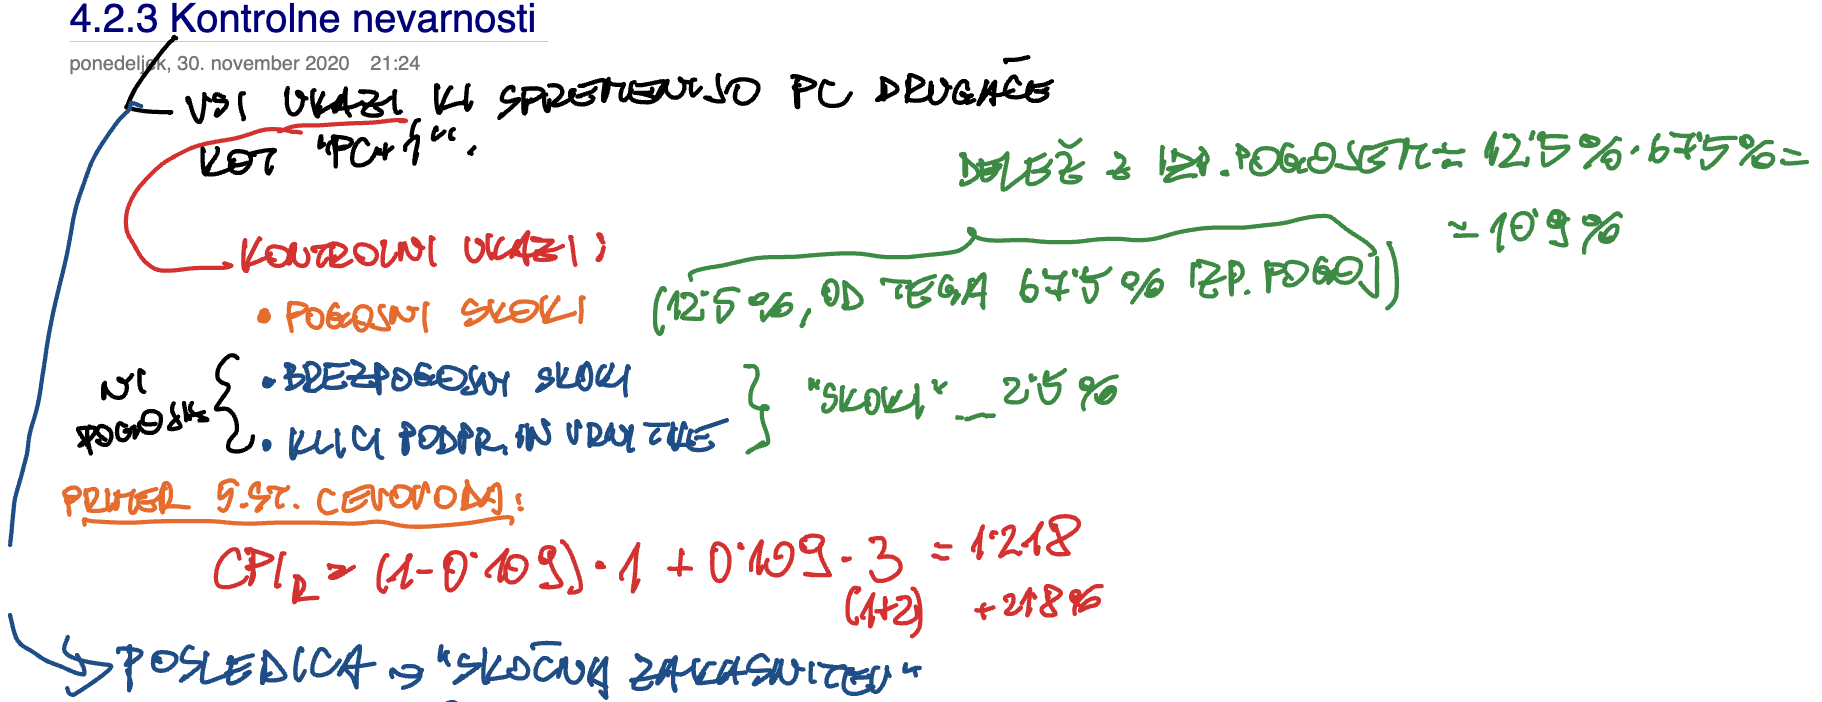 4.2.3 Kontrolne nevarnosti
ponedeljek, 30. november 2020 21:24
– VSI UKAZI KI SPREMENIJO PC DRUGAČE
KOT "PC+1".
DELEŽ Z IZP. POGOJEM = 12'5% · 67'5% =
= 10'9%
KONTROLNI UKAZI:
• POGOJNI SKOKI (12'5%, OD TEGA 67'5% IZP. POGOJ)
NI POGOJA { • BREZPOGOJNI SKOKI
• KLICI PODPR. IN VRNITVE } "SKOKI" – 2'5%
PRIMER 5.ST. CEVOVODA:
CPI_R = (1-0'109) · 1 + 0'109 · 3 = 1'218
(1+2) +21'8%
POSLEDICA → "SKOČNA ZAKASNITEV"